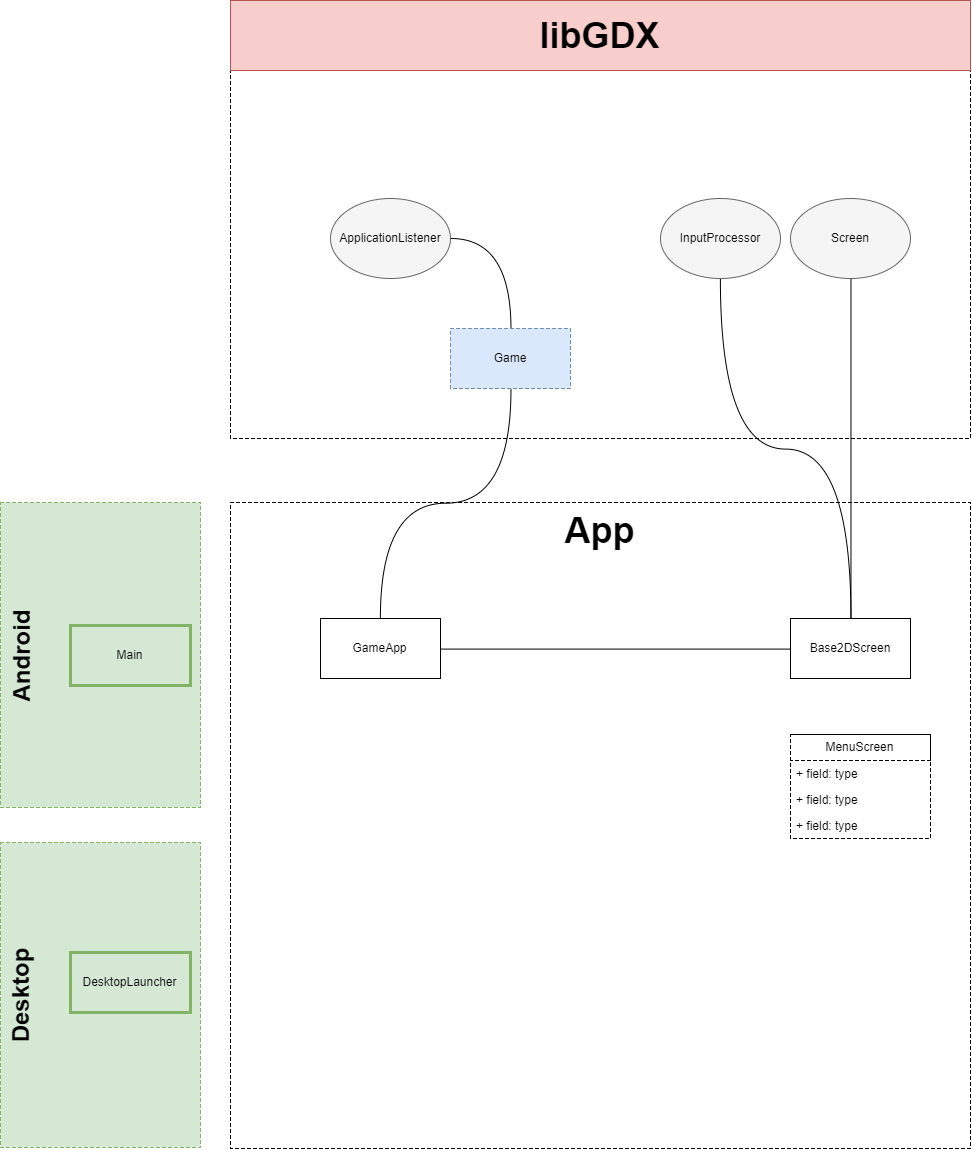 libGDX
ApplicationListener
InputProcessor
Screen
Game
App
Android
Main
GameApp
Base2DScreen
MenuScreen
+ field: type
+ field: type
+ field: type
Desktop
DesktopLauncher